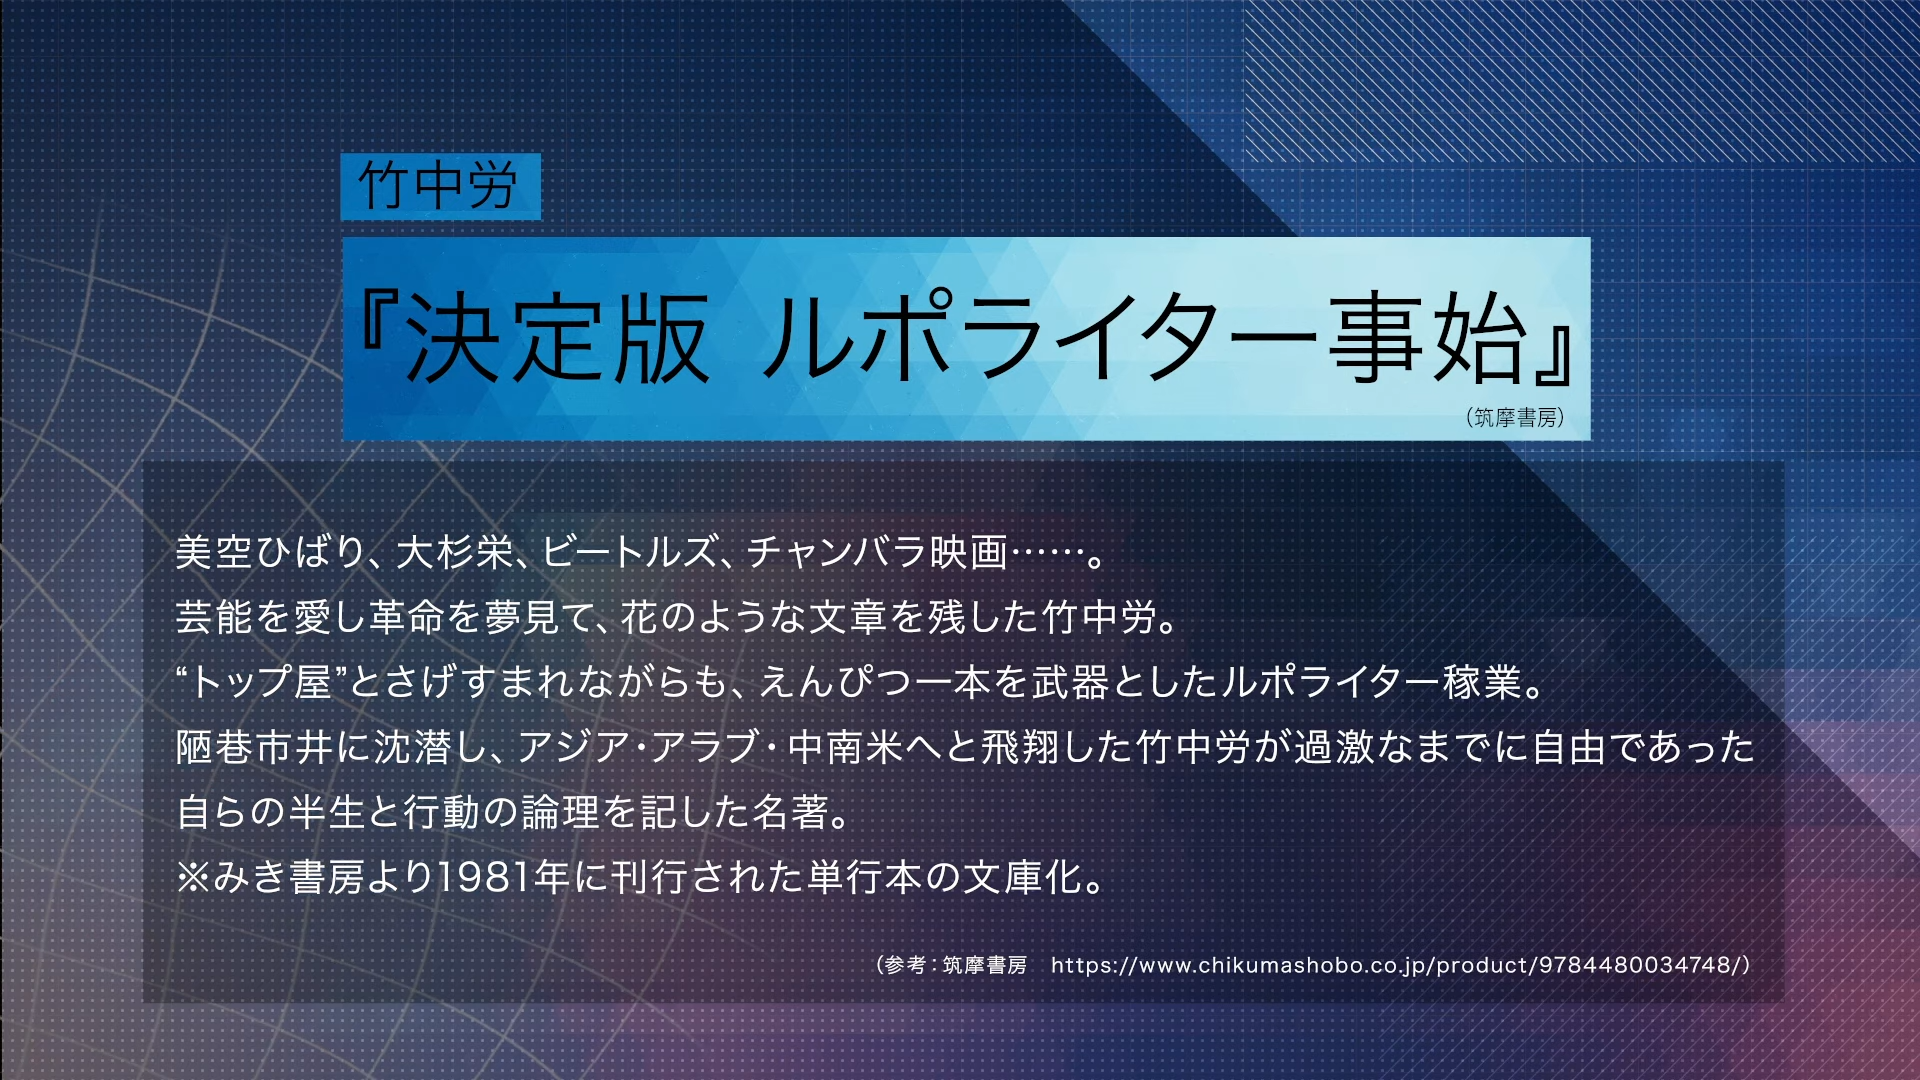 竹中労
『決定版 ルポライター事始』
（筑摩書房）
美空ひばり、大杉栄、ビートルズ、チャンバラ映画……。
芸能を愛し革命を夢見て、花のような文章を残した竹中労。
“トップ屋”とさげすまれながらも、えんぴつ一本を武器としたルポライター稼業。
陋巷市井に沈潜し、アジア・アラブ・中南米へと飛翔した竹中労が過激なまでに自由であった
自らの半生と行動の論理を記した名著。
※みき書房より1981年に刊行された単行本の文庫化。
（参考：筑摩書房　https://www.chikumashobo.co.jp/product/9784480034748/）